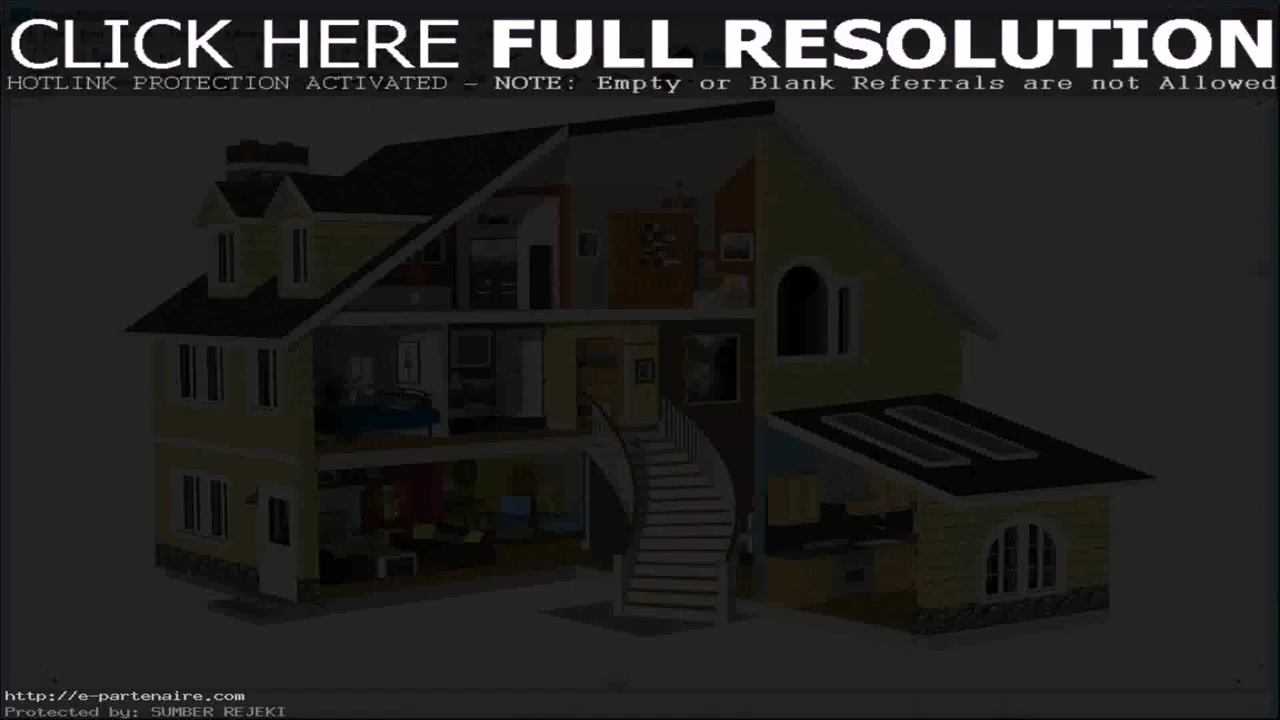 CLICK HERE FULL RESOLUTION
HOTLINK PROTECTION ACTIVATED - NOTE: Empty or Blank Referrals are not Allowed
http://e-partenaire.com
Protected by: SUMBER REJEKI